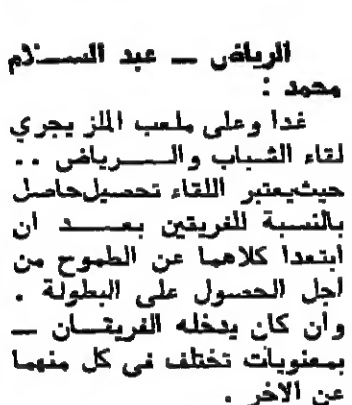 الرياض — عبد السلام
محمد :
غدا وعلى ملعب الملز يجري
لقاء الشباب والرياض ..
حيثيعتبر اللقاء تحصيلحاصل
بالنسبة للفريقين بعد ان
ابتعدا كلاهما عن الطموح من
اجل الحصول على البطولة .
وأن كان يدخله الفريقان —
بمعنويات تختلف في كل منهما
عن الاخر .